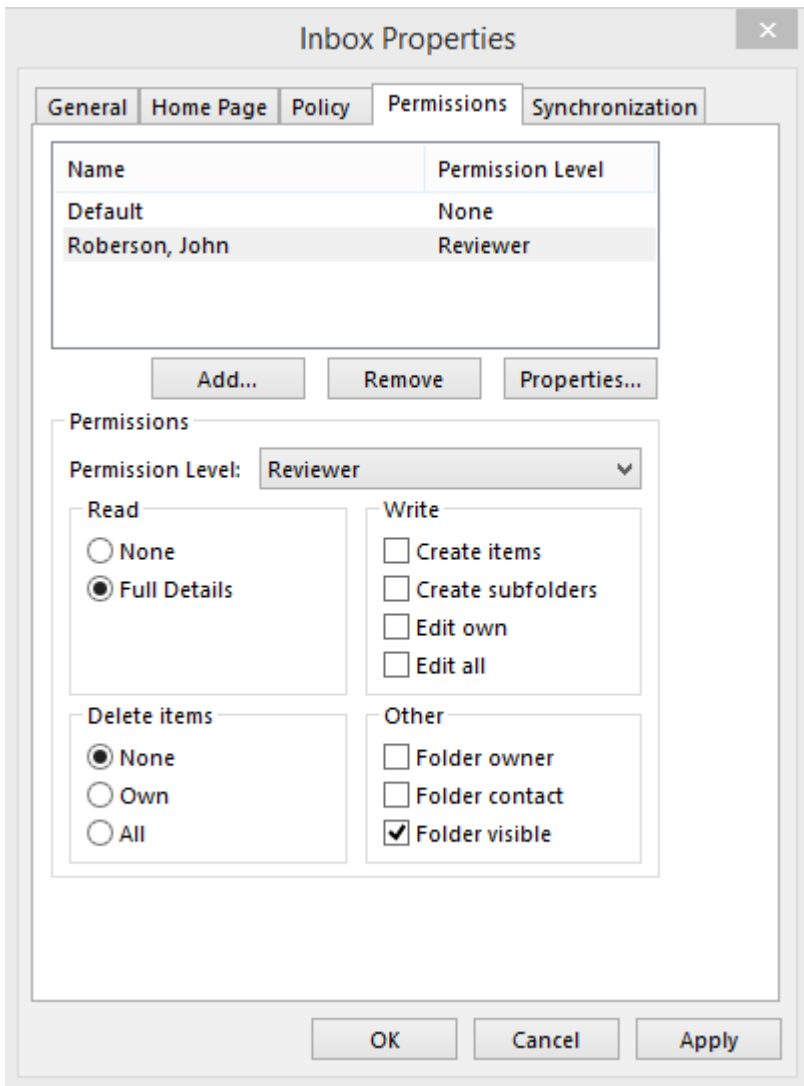 Inbox Properties
General Home Page Policy Permissions Synchronization
Name Permission Level
Default None
Roberson, John Reviewer
Add... Remove Properties...
Permissions
Permission Level: Reviewer
Read Write
None Create items
Full Details Create subfolders
Edit own
Edit all
Delete items Other
None Folder owner
Own Folder contact
All Folder visible
OK Cancel Apply